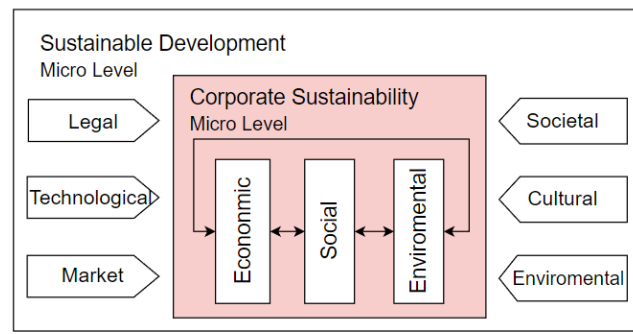 Sustainable Development
Micro Level
Corporate Sustainability
Micro Level
Legal
Technological
Market
Econonmic
Social
Enviromental
Societal
Cultural
Enviromental